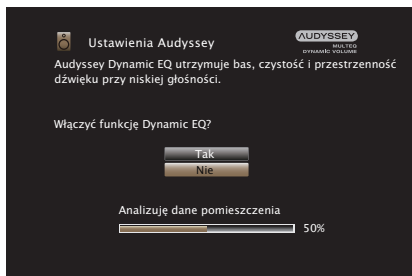 Ustawienia Audyssey
AUDYSSEY
MULTEQ
DYNAMIC VOLUME
Audyssey Dynamic EQ utrzymuje bas, czystość i przestrzenność
dźwięku przy niskiej głośności.
Włączyć funkcję Dynamic EQ?
Tak
Nie
Analizuję dane pomieszczenia
50%